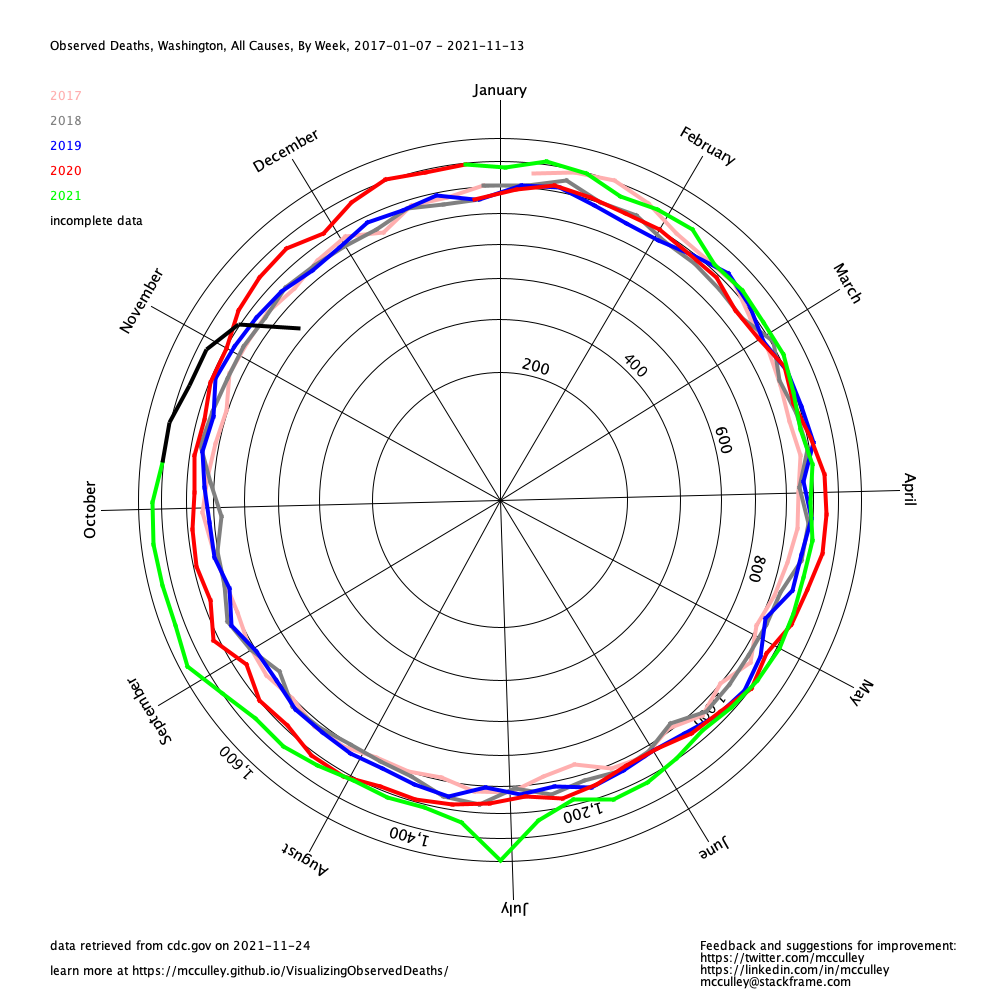 Observed Deaths, Washington, All Causes, By Week, 2017-01-07 - 2021-11-13
2017
2018
2019
2020
2021
incomplete data
January
February
March
April
May
June
July
August
September
October
November
December
200
400
600
800
1,200
1,400
1,600
data retrieved from cdc.gov on 2021-11-24
learn more at https://mcculley.github.io/VisualizingObservedDeaths/
Feedback and suggestions for improvement:
https://twitter.com/mcculley
https://linkedin.com/in/mcculley
mcculley@stackframe.com